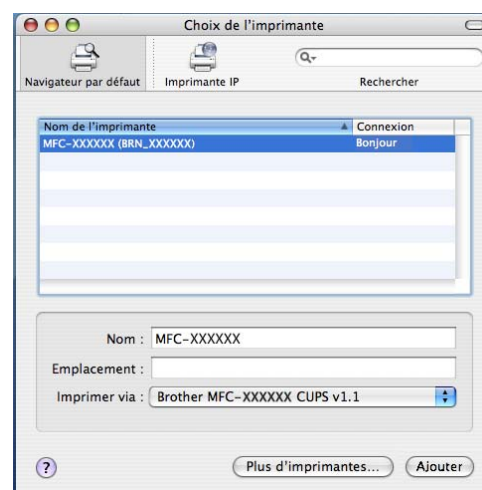 Choix de l'imprimante
Navigateur par défaut
Imprimante IP
Rechercher
Nom de l'imprimante
Connexion
MFC-XXXXXX (BRN_XXXXXX)
Bonjour
Nom :
MFC-XXXXXX
Emplacement :
Imprimer via :
Brother MFC-XXXXXX CUPS v1.1
?
Plus d'imprimantes...
Ajouter